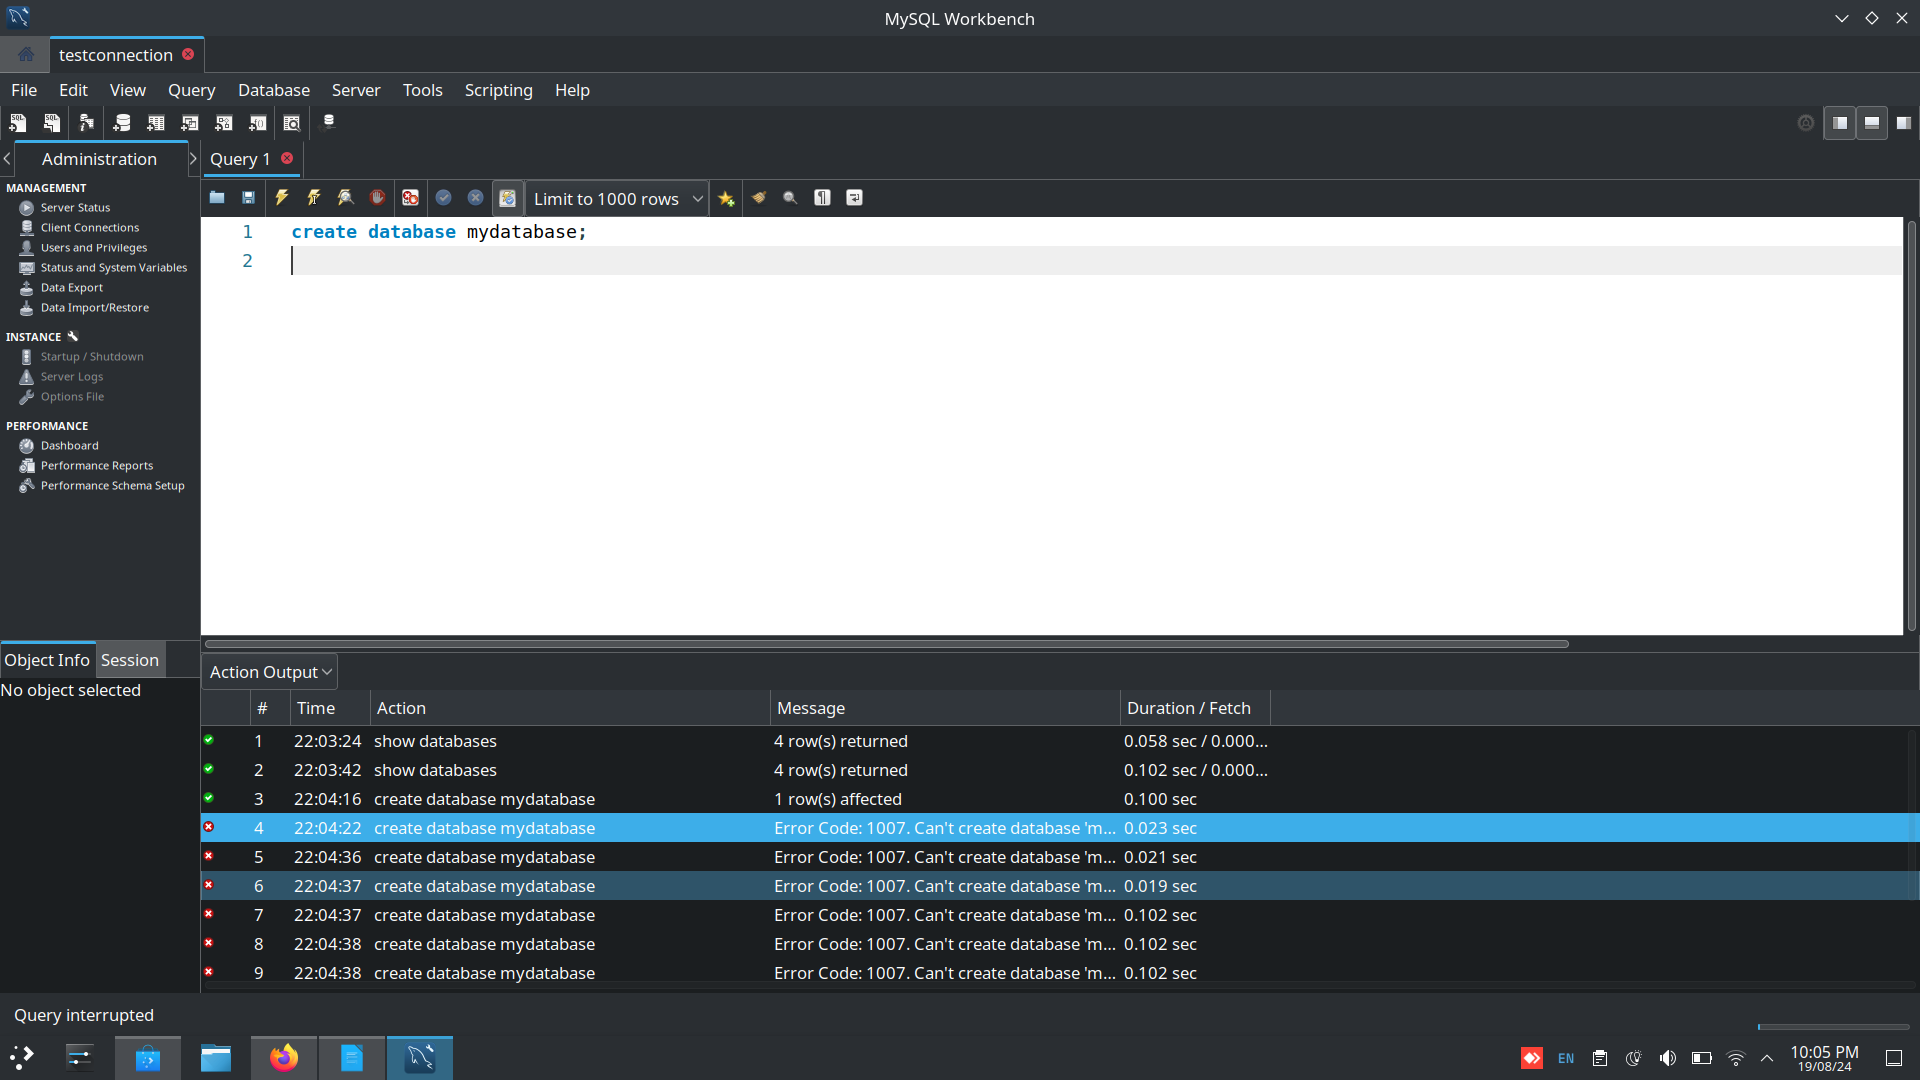 MySQL Workbench
testconnection
File Edit View Query Database Server Tools Scripting Help
Administration
Query 1
MANAGEMENT
Server Status
Client Connections
Users and Privileges
Status and System Variables
Data Export
Data Import/Restore
INSTANCE
Startup / Shutdown
Server Logs
Options File
PERFORMANCE
Dashboard
Performance Reports
Performance Schema Setup
Limit to 1000 rows
1 create database mydatabase;
2
Object Info Session
No object selected
Action Output
# Time Action Message Duration / Fetch
1 22:03:24 show databases 4 row(s) returned 0.058 sec / 0.000...
2 22:03:42 show databases 4 row(s) returned 0.102 sec / 0.000...
3 22:04:16 create database mydatabase 1 row(s) affected 0.100 sec
4 22:04:22 create database mydatabase Error Code: 1007. Can't create database 'm... 0.023 sec
5 22:04:36 create database mydatabase Error Code: 1007. Can't create database 'm... 0.021 sec
6 22:04:37 create database mydatabase Error Code: 1007. Can't create database 'm... 0.019 sec
7 22:04:37 create database mydatabase Error Code: 1007. Can't create database 'm... 0.102 sec
8 22:04:38 create database mydatabase Error Code: 1007. Can't create database 'm... 0.102 sec
9 22:04:38 create database mydatabase Error Code: 1007. Can't create database 'm... 0.102 sec
Query interrupted
EN
10:05 PM
19/08/24